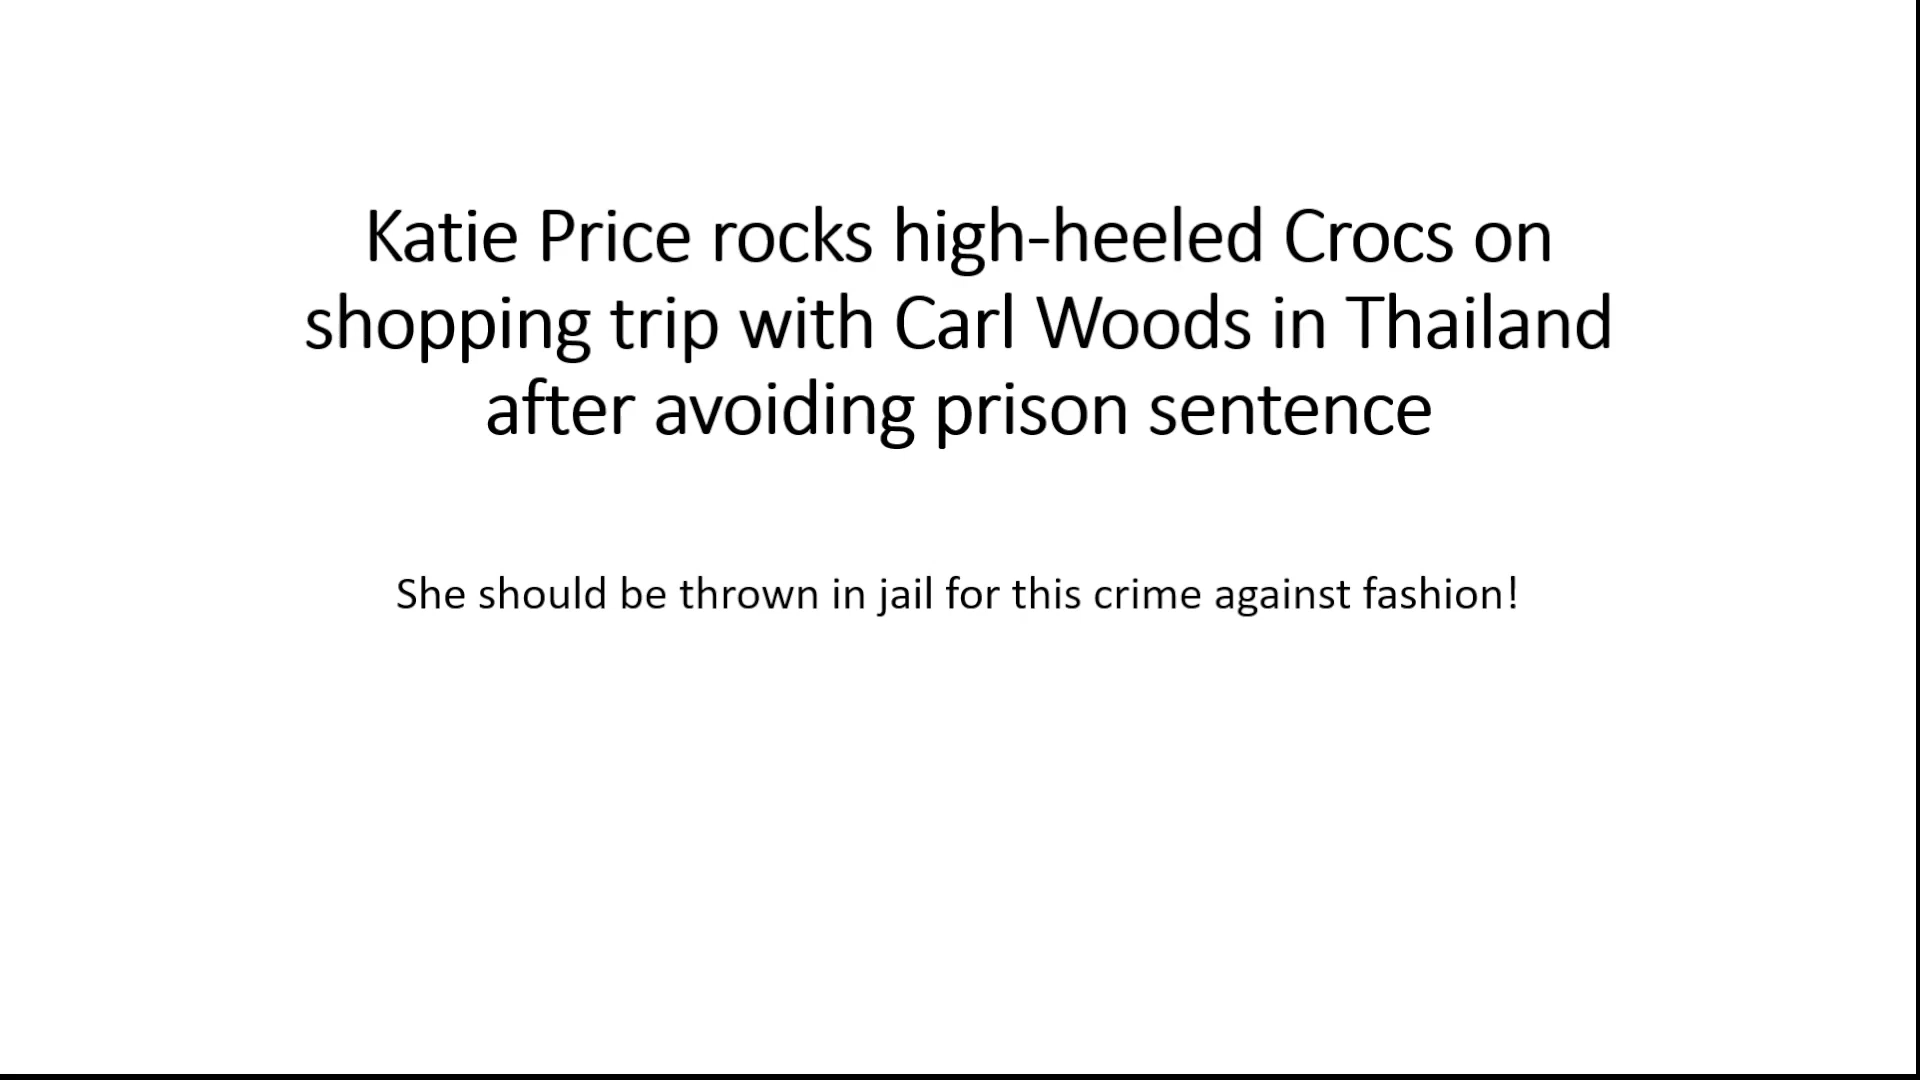 Katie Price rocks high-heeled Crocs on
shopping trip with Carl Woods in Thailand
after avoiding prison sentence
She should be thrown in jail for this crime against fashion!